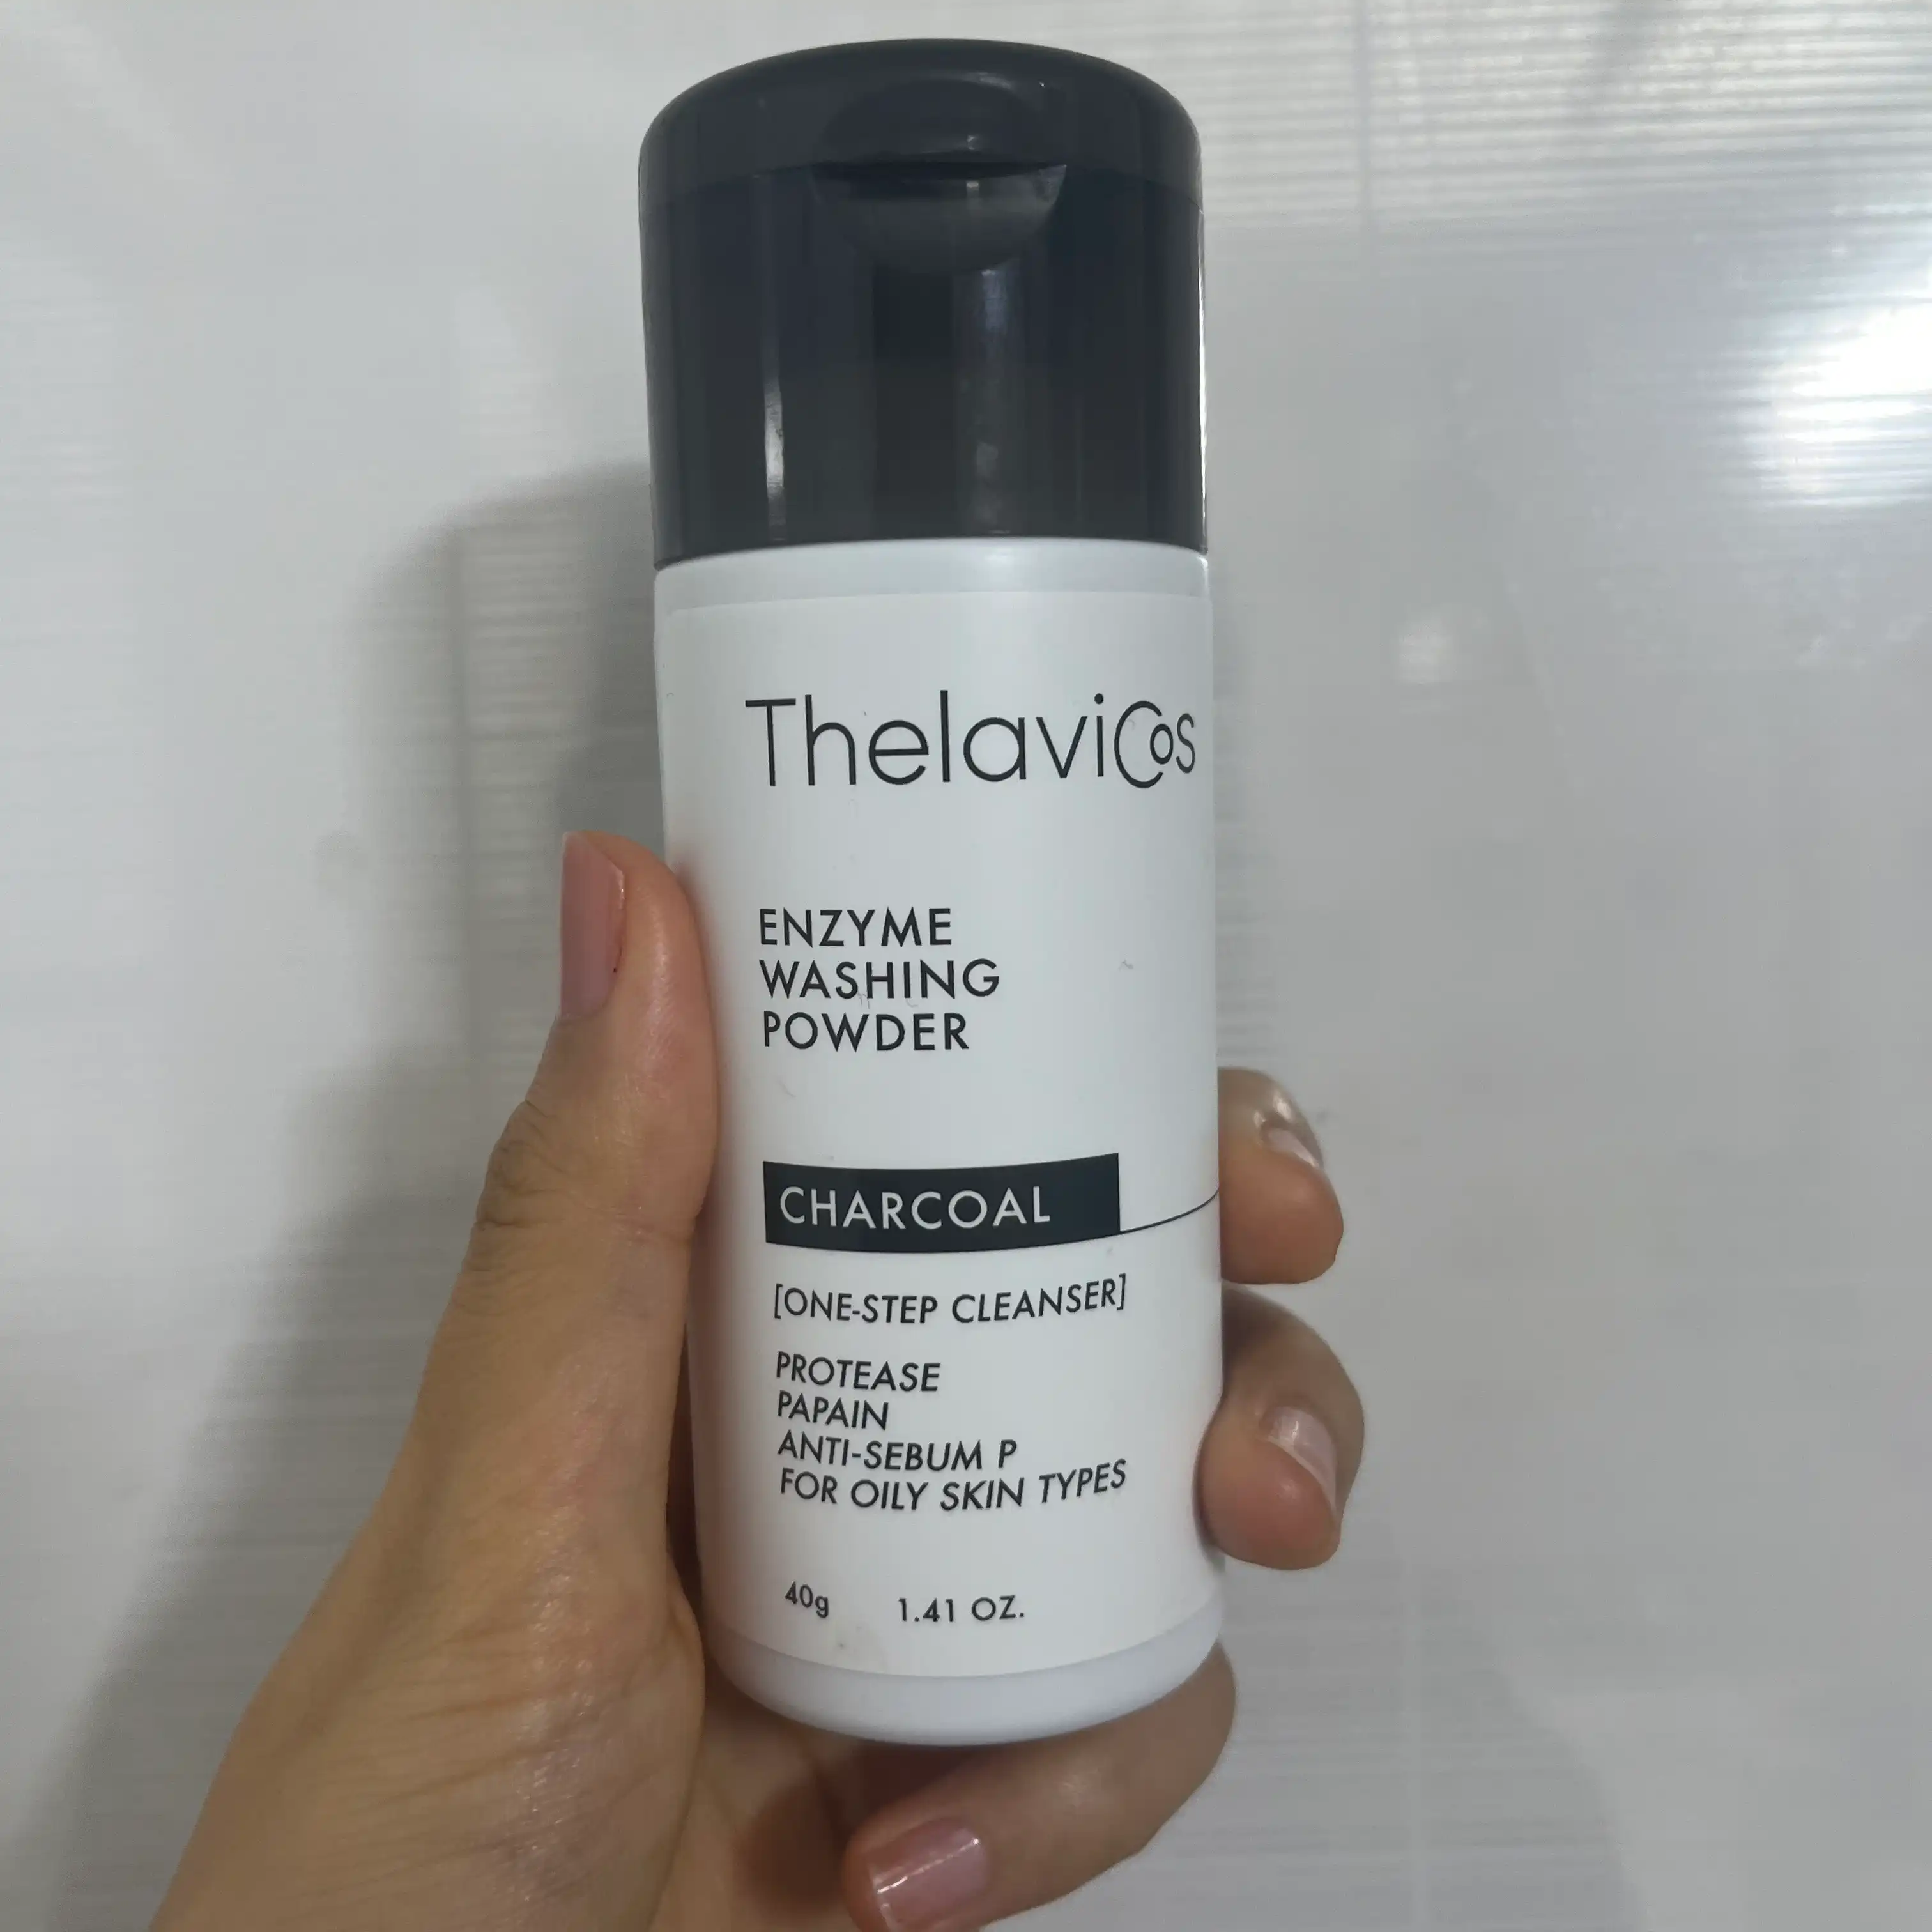 ThelaviCos
ENZYME
WASHING
POWDER
CHARCOAL
[ONE-STEP CLEANSER]
PROTEASE
PAPAIN
ANTI-SEBUM P
FOR OILY SKIN TYPES
40g 1.41 OZ.